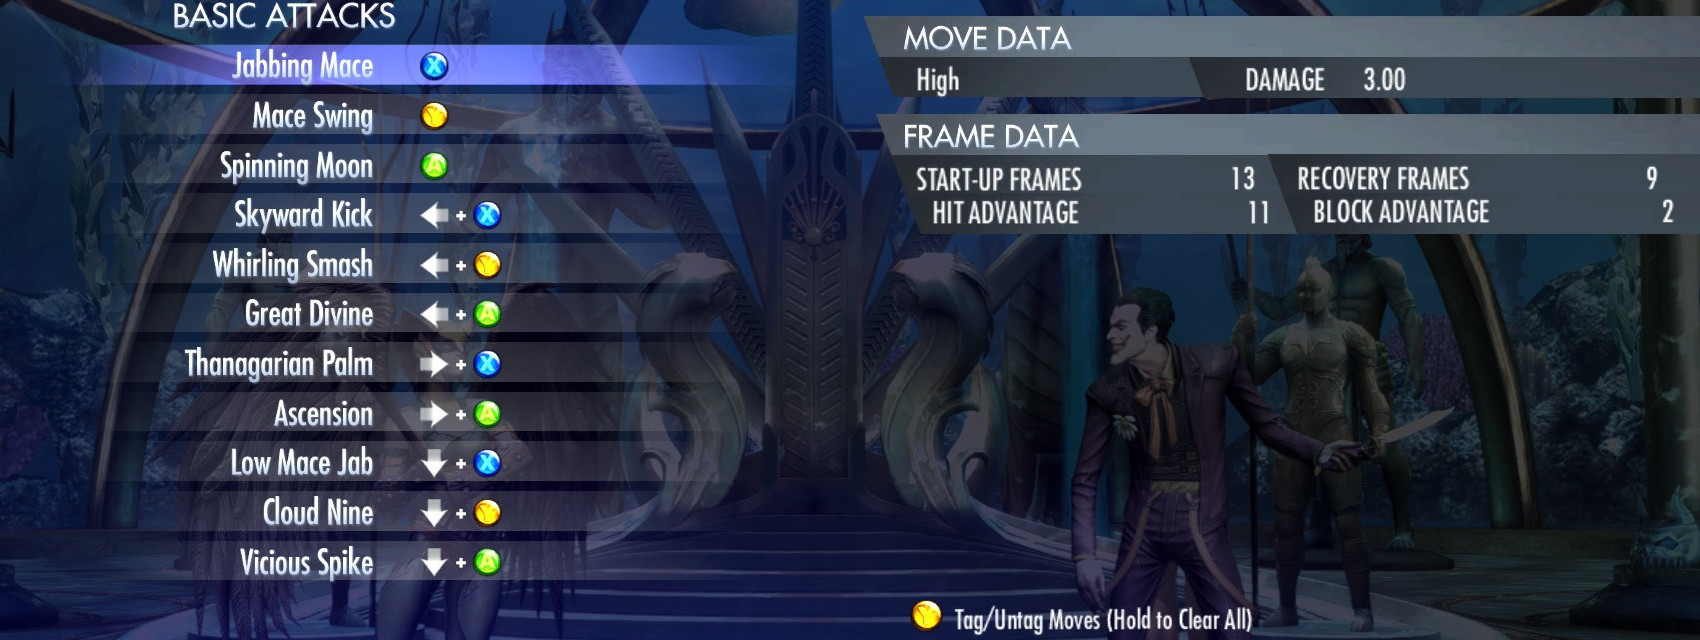 BASIC ATTACKS
Jabbing Mace X
Mace Swing Y
Spinning Moon A
Skyward Kick ← + X
Whirling Smash ← + Y
Great Divine ← + A
Thanagarian Palm → + X
Ascension → + A
Low Mace Jab ↓ + X
Cloud Nine ↓ + Y
Vicious Spike ↓ + A
MOVE DATA
High DAMAGE 3.00
FRAME DATA
START-UP FRAMES 13 RECOVERY FRAMES 9
HIT ADVANTAGE 11 BLOCK ADVANTAGE 2
Y Tag/Untag Moves (Hold to Clear All)